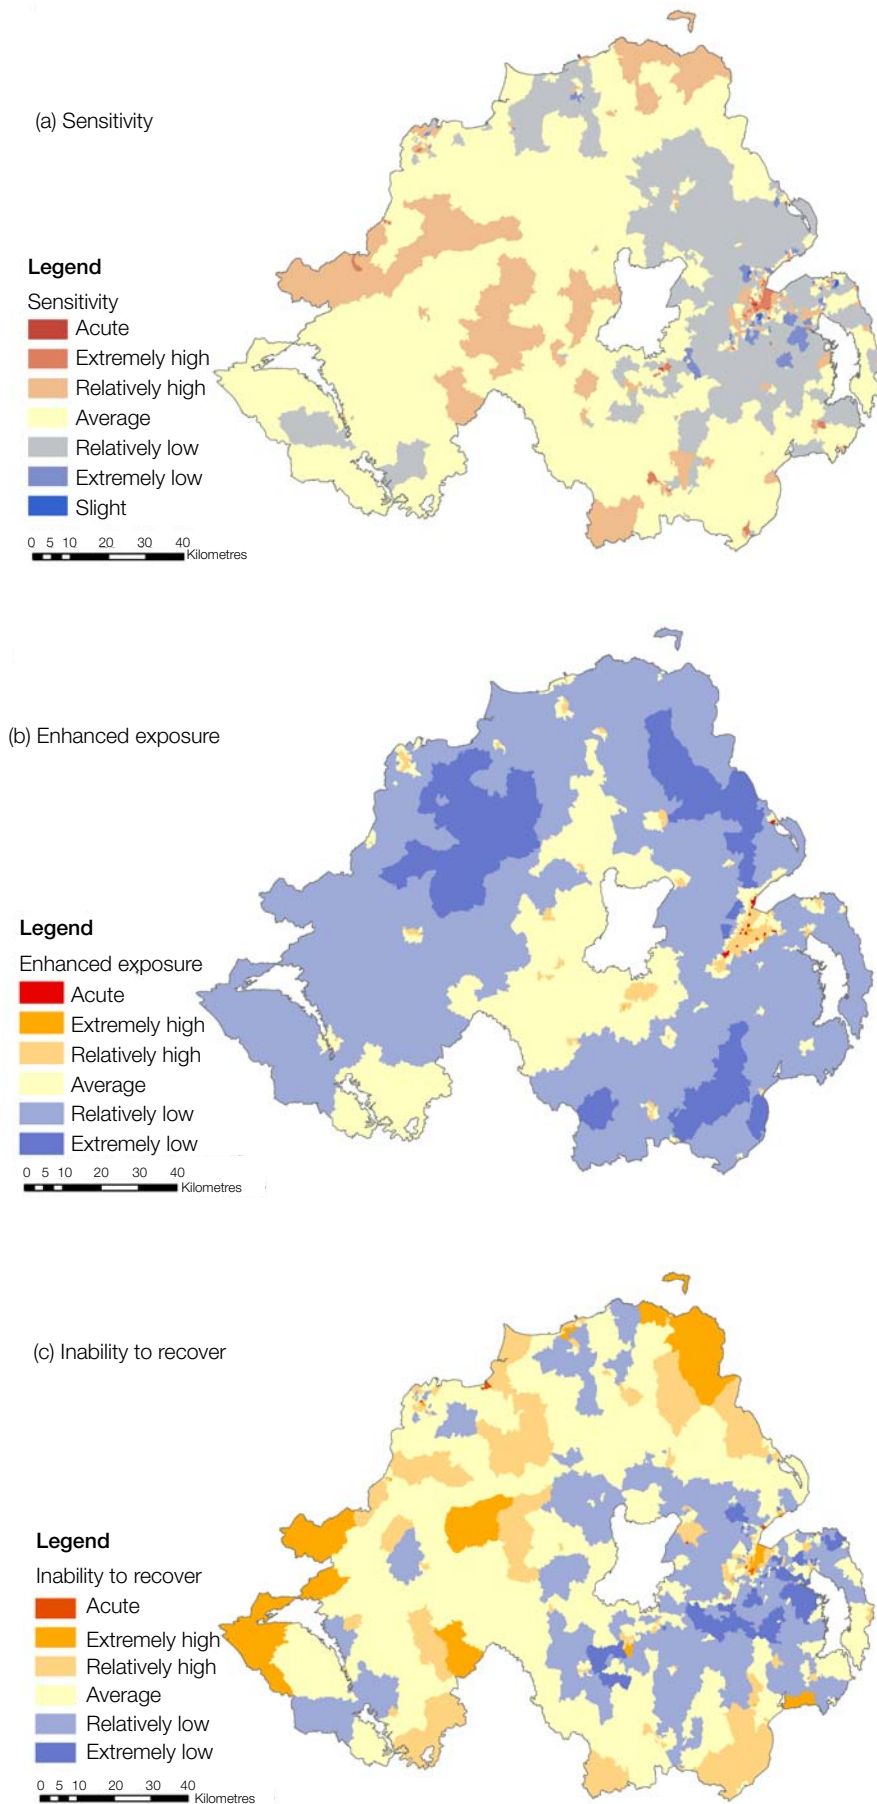 (a) Sensitivity
Legend
Sensitivity
Acute
Extremely high
Relatively high
Average
Relatively low
Extremely low
Slight
0 5 10 20 30 40
Kilometres
(b) Enhanced exposure
Legend
Enhanced exposure
Acute
Extremely high
Relatively high
Average
Relatively low
Extremely low
0 5 10 20 30 40
Kilometres
(c) Inability to recover
Legend
Inability to recover
Acute
Extremely high
Relatively high
Average
Relatively low
Extremely low
0 5 10 20 30 40
Kilometres